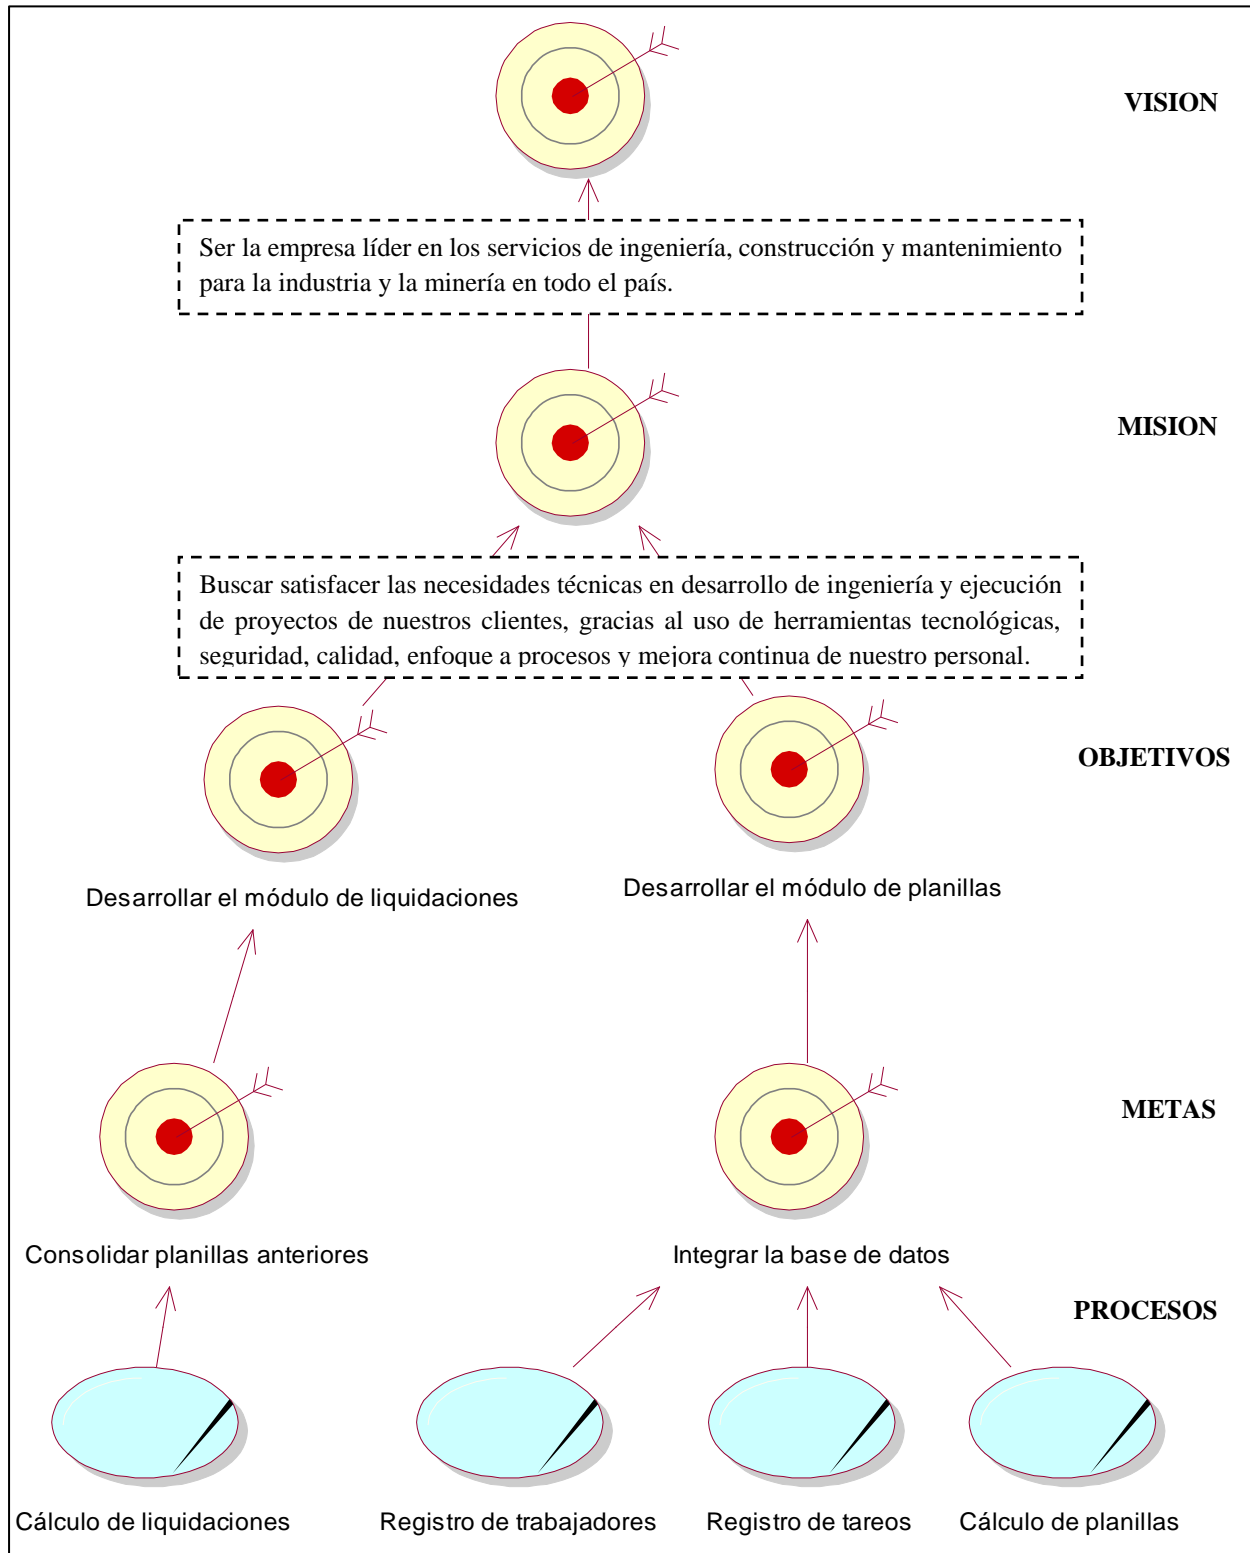 VISION
Ser la empresa líder en los servicios de ingeniería, construcción y mantenimiento
para la industria y la minería en todo el país.
MISION
Buscar satisfacer las necesidades técnicas en desarrollo de ingeniería y ejecución
de proyectos de nuestros clientes, gracias al uso de herramientas tecnológicas,
seguridad, calidad, enfoque a procesos y mejora continua de nuestro personal.
OBJETIVOS
Desarrollar el módulo de liquidaciones
Desarrollar el módulo de planillas
METAS
Consolidar planillas anteriores
Integrar la base de datos
PROCESOS
Cálculo de liquidaciones
Registro de trabajadores
Registro de tareos
Cálculo de planillas